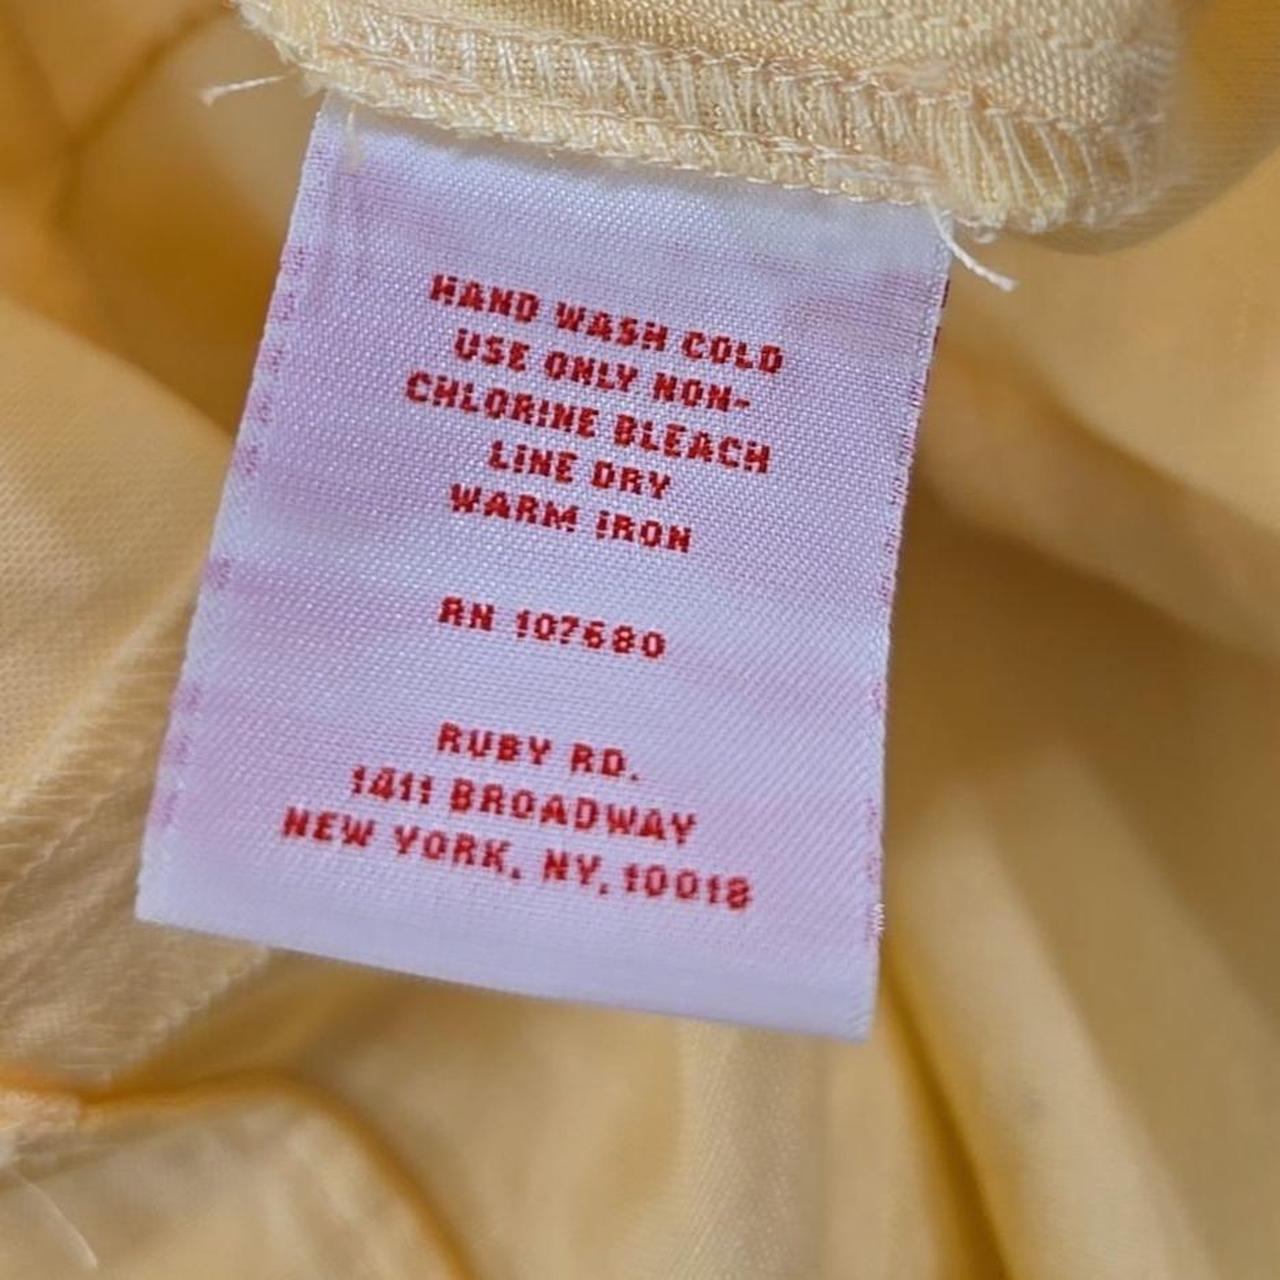 HAND WASH COLD
USE ONLY NON-
CHLORINE BLEACH
LINE DRY
WARM IRON
RN 107680
RUBY RD.
1411 BROADWAY
NEW YORK, NY, 10018